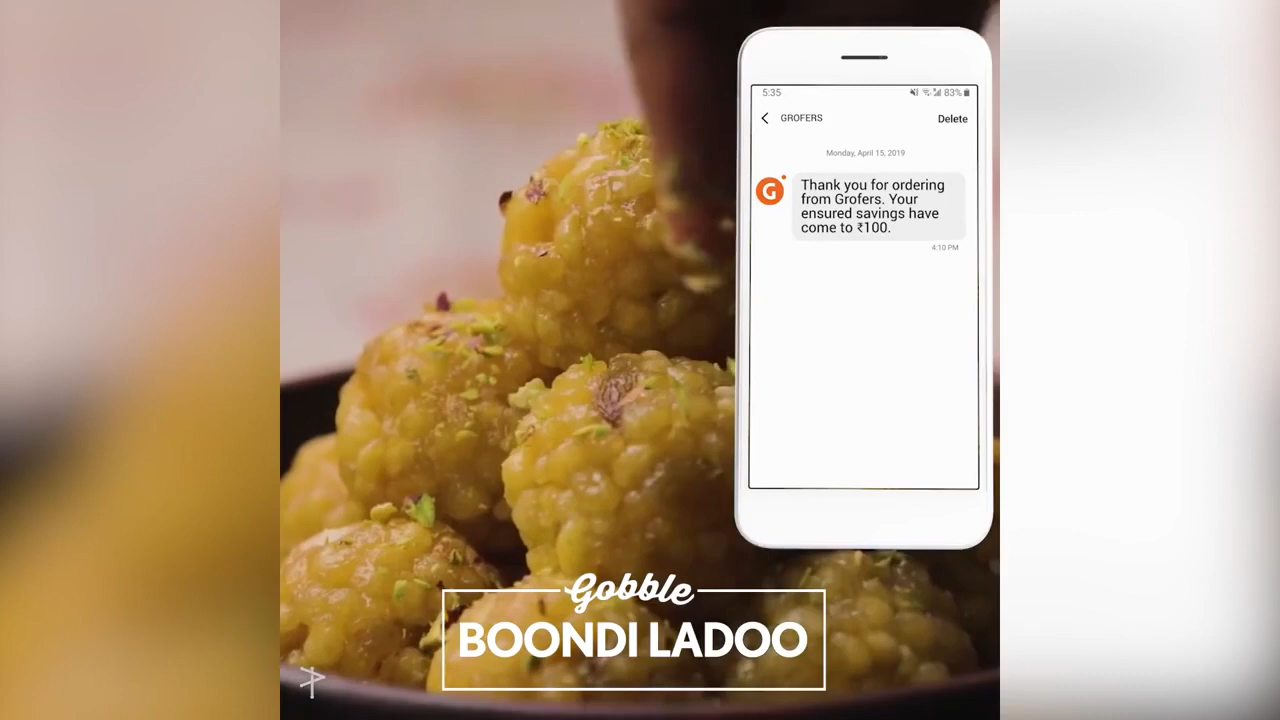 5:35
83%
GROFERS
Delete
Monday, April 15, 2019
G
Thank you for ordering
from Grofers. Your
ensured savings have
come to ₹100.
4:10 PM
Gobble
BOONDI LADOO